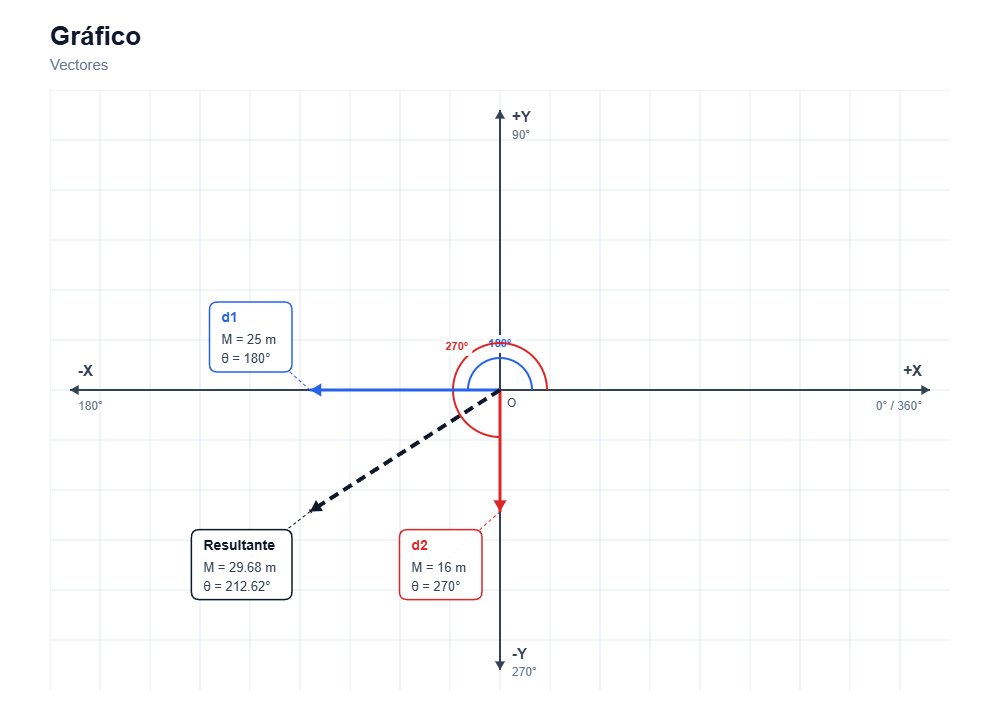 Gráfico
Vectores
+Y
90°
d1
M = 25 m
θ = 180°
270°
180°
-X
180°
+X
0° / 360°
O
Resultante
M = 29.68 m
θ = 212.62°
d2
M = 16 m
θ = 270°
-Y
270°